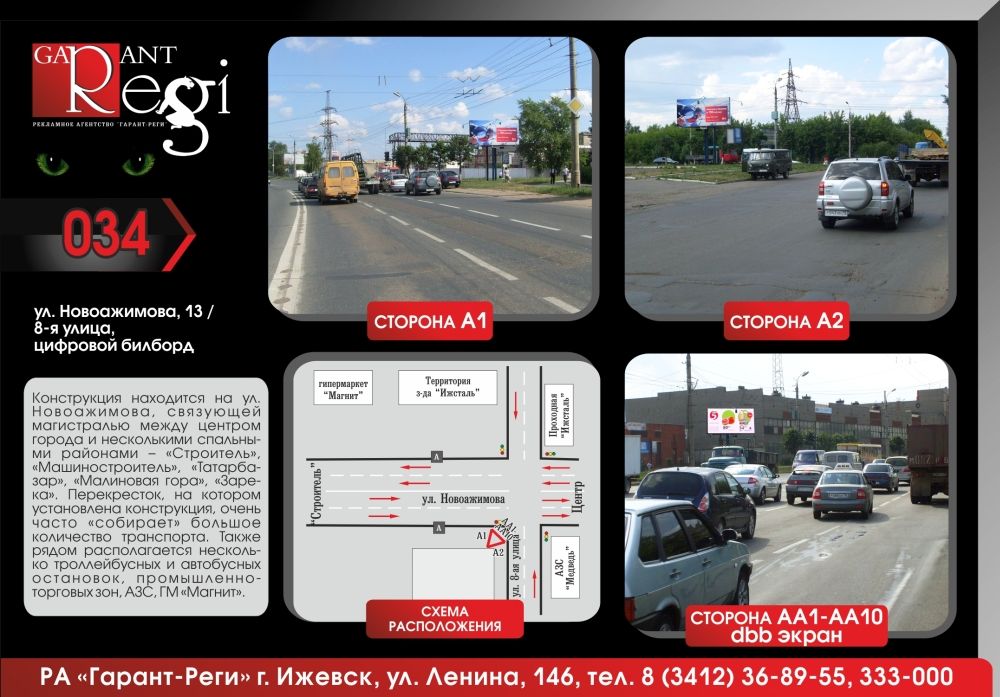 GARANT
Regi
РЕКЛАМНОЕ АГЕНТСТВО "ГАРАНТ-РЕГИ"
034
ул. Новоажимова, 13 /
8-я улица,
цифровой билборд
Конструкция находится на ул.
Новоажимова, связующей
магистралью между центром
города и несколькими спальны-
ми районами – «Строитель»,
«Машиностроитель», «Татарба-
зар», «Малиновая гора», «Заре-
ка». Перекресток, на котором
установлена конструкция, очень
часто «собирает» большое
количество транспорта. Также
рядом располагается несколь-
ко троллейбусных и автобусных
остановок, промышленно-
торговых зон, АЗС, ГМ «Магнит».
СТОРОНА А1
СТОРОНА А2
гипермаркет
"Магнит"
Территория
з-да "Ижсталь"
Проходная
"Ижсталь"
А
"Строитель"
ул. Новоажимова
Центр
А
АА1
АА10
А1
А2
ул. 8-ая улица
АЗС
"Медведь"
СХЕМА
РАСПОЛОЖЕНИЯ
СТОРОНА АА1-АА10
dbb экран
РА «Гарант-Реги» г. Ижевск, ул. Ленина, 146, тел. 8 (3412) 36-89-55, 333-000